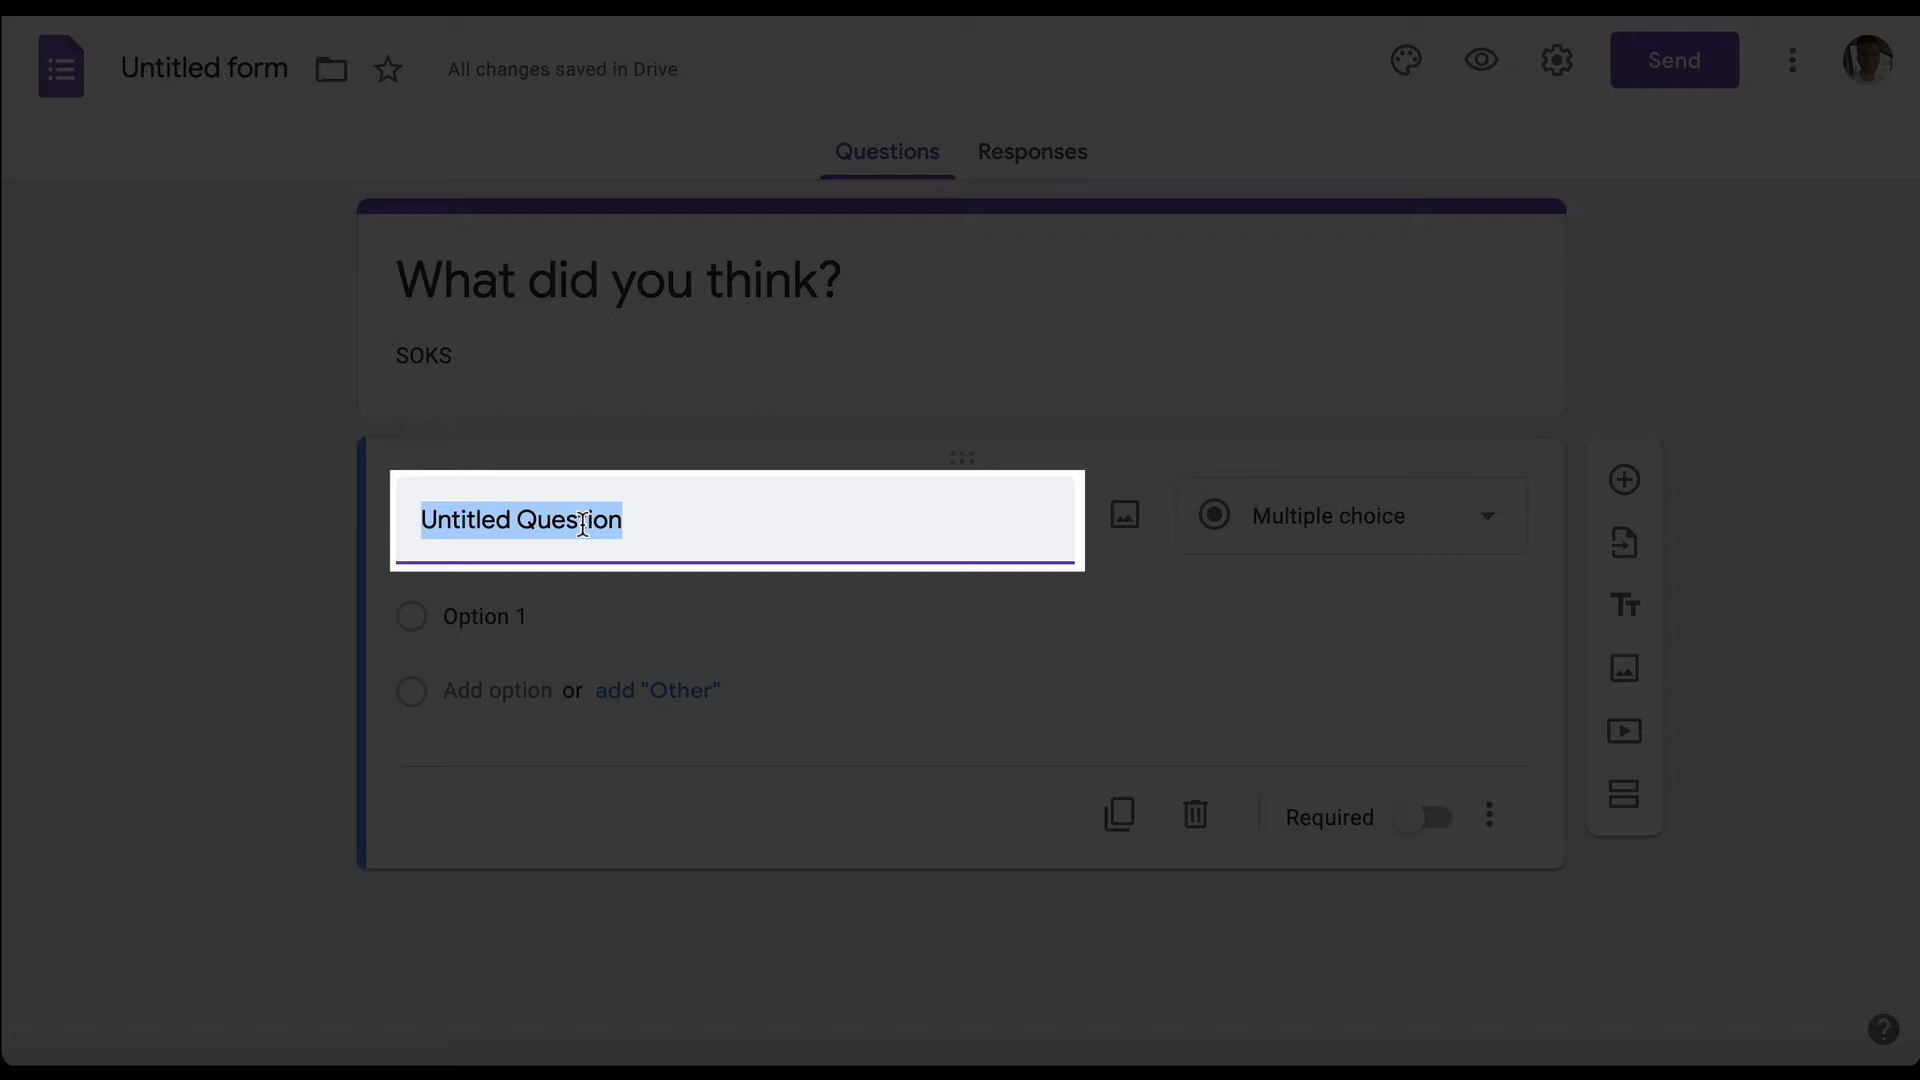 Untitled form
All changes saved in Drive
Send
Questions
Responses
What did you think?
SOKS
Untitled Question
Multiple choice
Option 1
Add option or add "Other"
Required